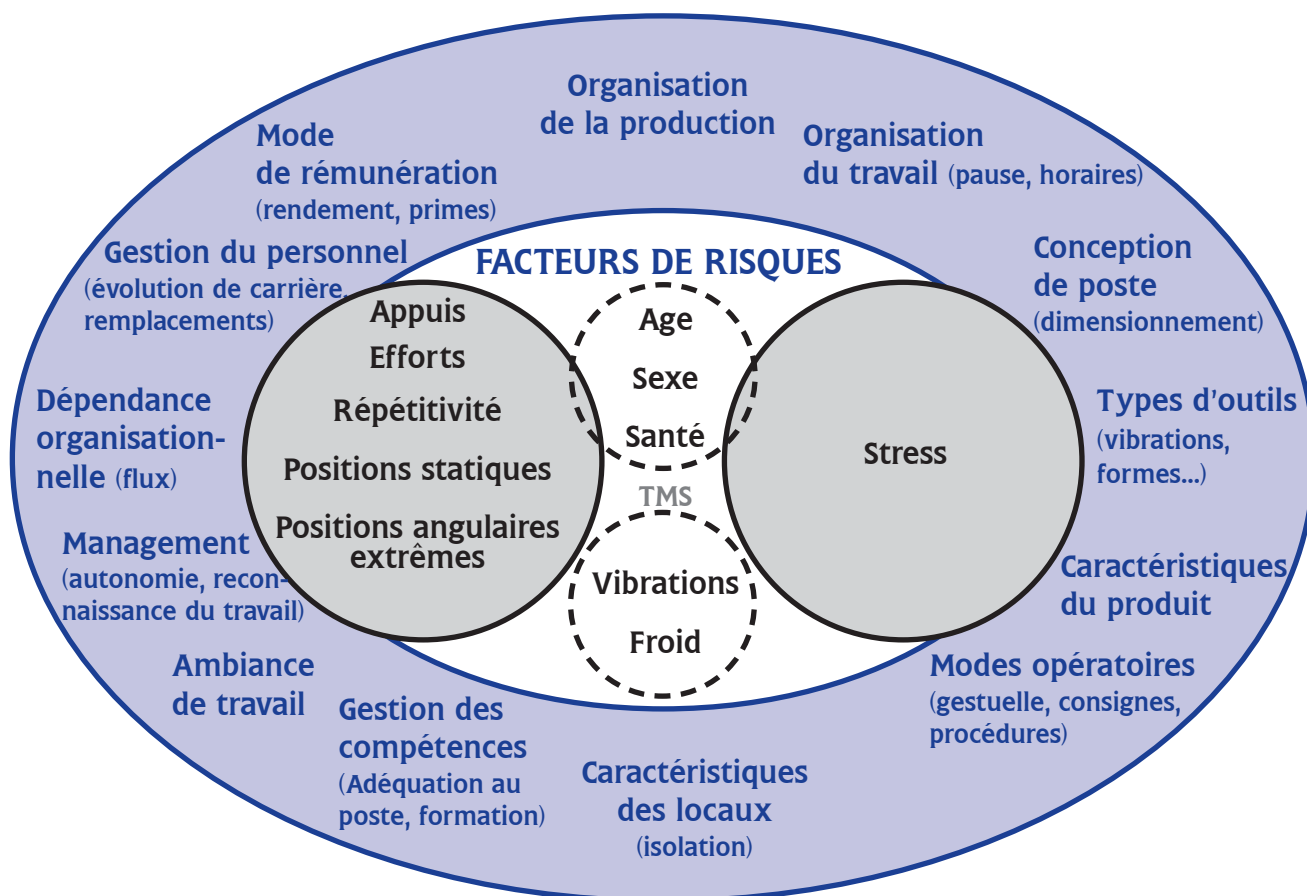 Organisation
de la production
Organisation
du travail (pause, horaires)
Mode
de rémunération
(rendement, primes)
Gestion du personnel
(évolution de carrière,
remplacements)
FACTEURS DE RISQUES
Conception
de poste
(dimensionnement)
Appuis
Efforts
Répétitivité
Positions statiques
Positions angulaires
extrêmes
Age
Sexe
Santé
TMS
Vibrations
Froid
Stress
Dépendance
organisation-
nelle (flux)
Types d'outils
(vibrations,
formes...)
Management
(autonomie, recon-
naissance du travail)
Caractéristiques
du produit
Ambiance
de travail
Modes opératoires
(gestuelle, consignes,
procédures)
Gestion des
compétences
(Adéquation au
poste, formation)
Caractéristiques
des locaux
(isolation)